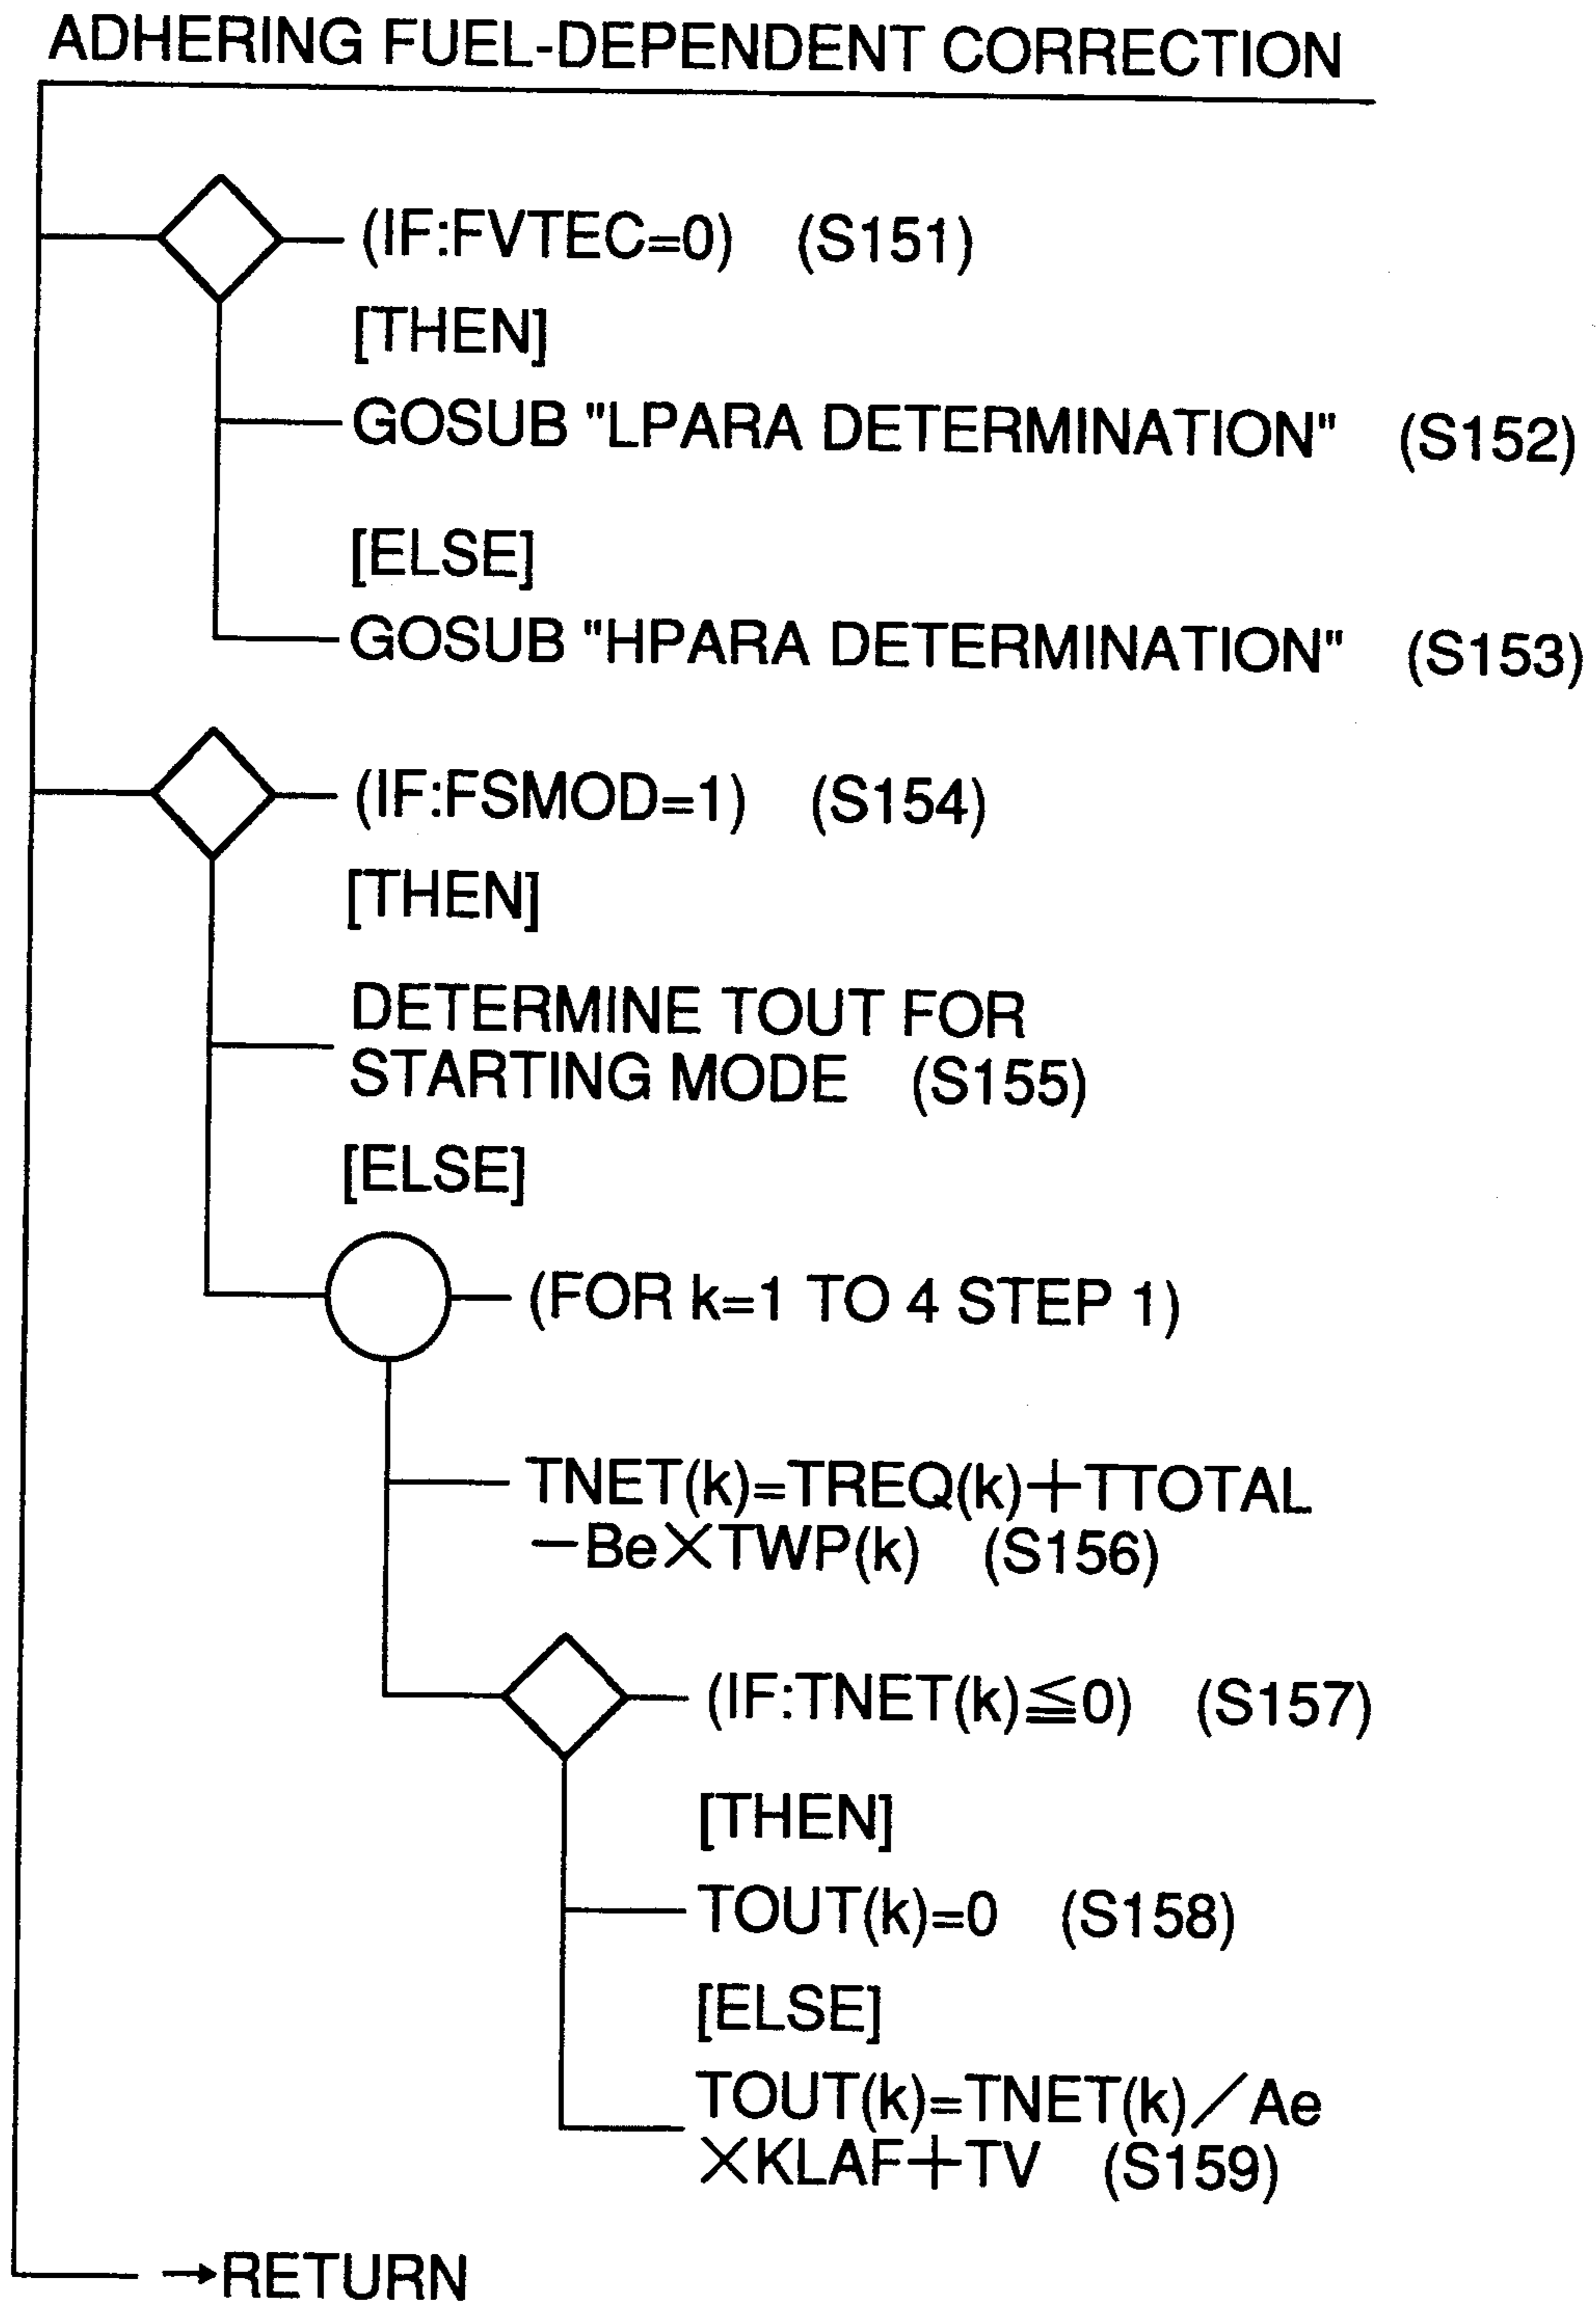 ADHERING FUEL-DEPENDENT CORRECTION
(IF:FVTEC=0) (S151)
[THEN]
GOSUB "LPARA DETERMINATION" (S152)
[ELSE]
GOSUB "HPARA DETERMINATION" (S153)
(IF:FSMOD=1) (S154)
[THEN]
DETERMINE TOUT FOR
STARTING MODE (S155)
[ELSE]
(FOR k=1 TO 4 STEP 1)
TNET(k)=TREQ(k)+TTOTAL
−Be×TWP(k) (S156)
(IF:TNET(k)≦0) (S157)
[THEN]
TOUT(k)=0 (S158)
[ELSE]
TOUT(k)=TNET(k)/Ae
×KLAF+TV (S159)
→RETURN